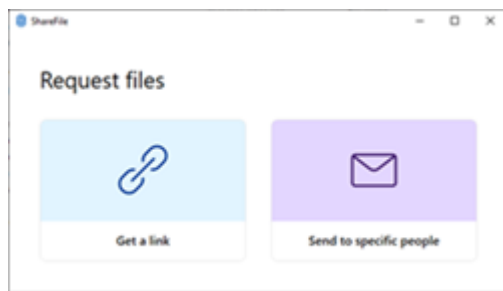 ShareFile
Request files
Get a link
Send to specific people